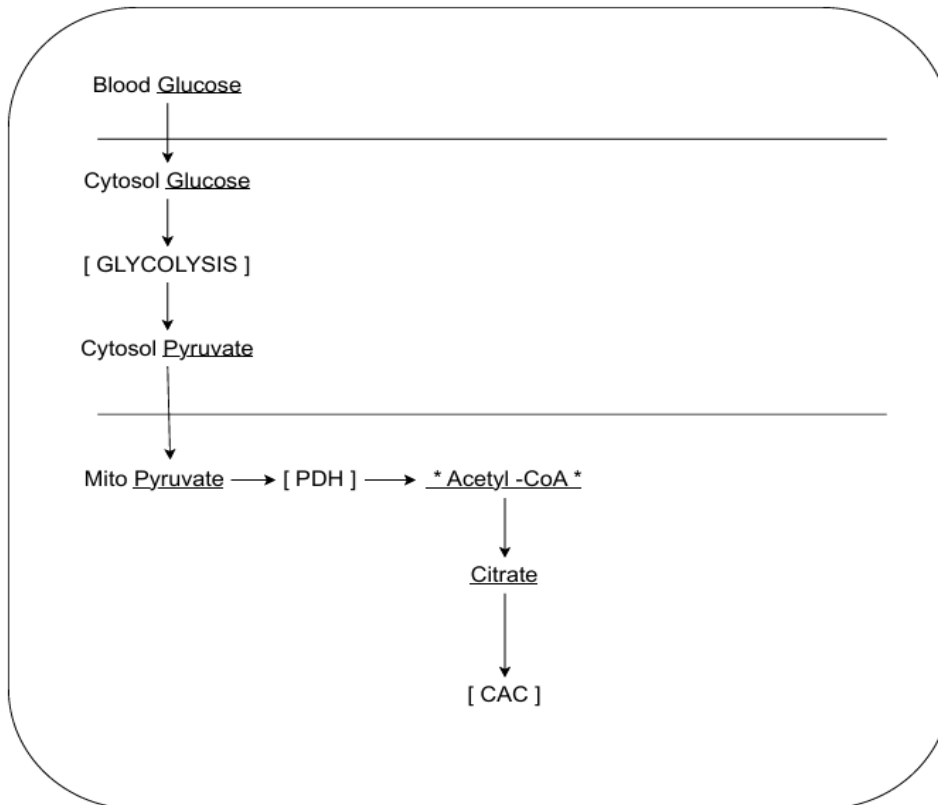 Blood Glucose
Cytosol Glucose
[ GLYCOLYSIS ]
Cytosol Pyruvate
Mito Pyruvate [ PDH ] * Acetyl -CoA *
Citrate
[ CAC ]